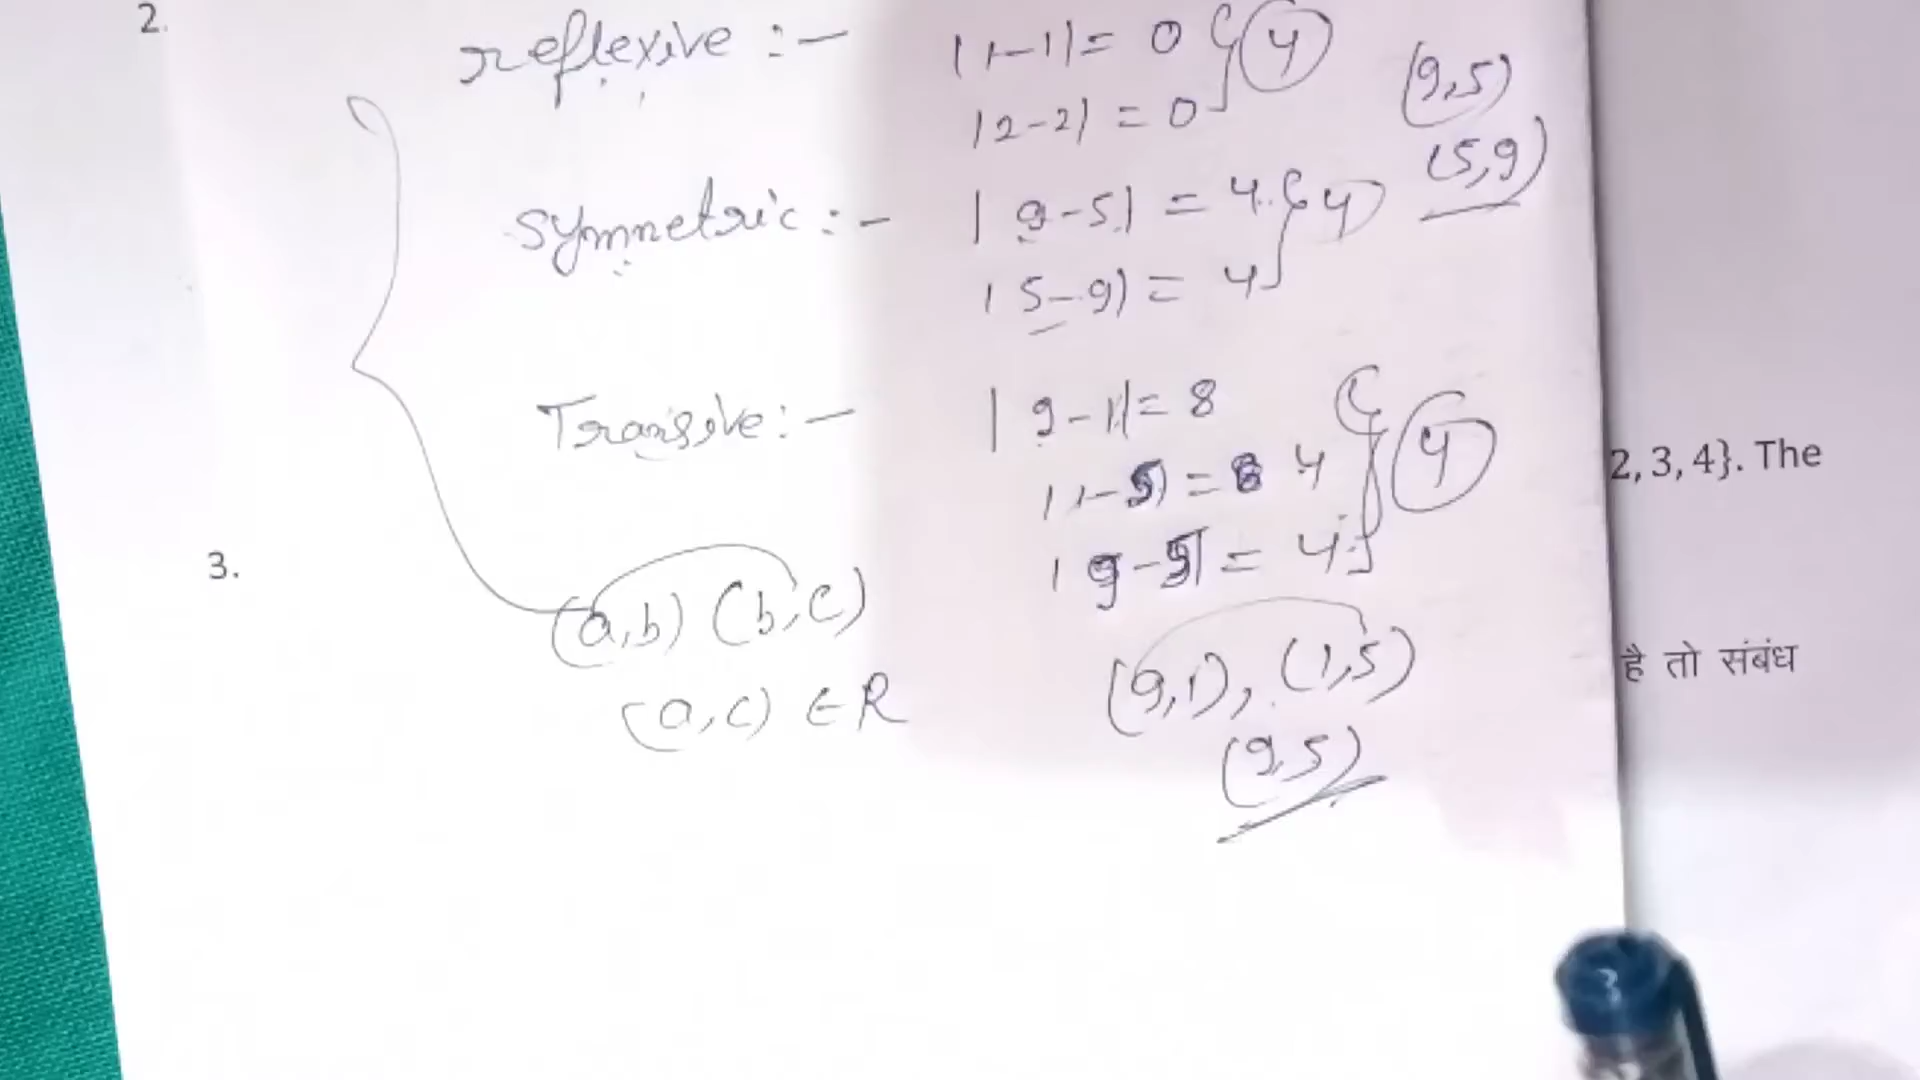 2.
reflexive :- |1-1| = 0 } 4
|2-2| = 0
(9,5)
(5,9)
Symmetric :- | 9-5| = 4 } 4
| 5-9) = 4
Transsive :- | 9-1| = 8
| 1-5) = 8 4 } 4
| 9-5| = 4
2, 3, 4}. The
3.
(a,b) (b,c)
(a,c) ∈ R
(9,1), (1,5)
(9,5)
है तो संबंध